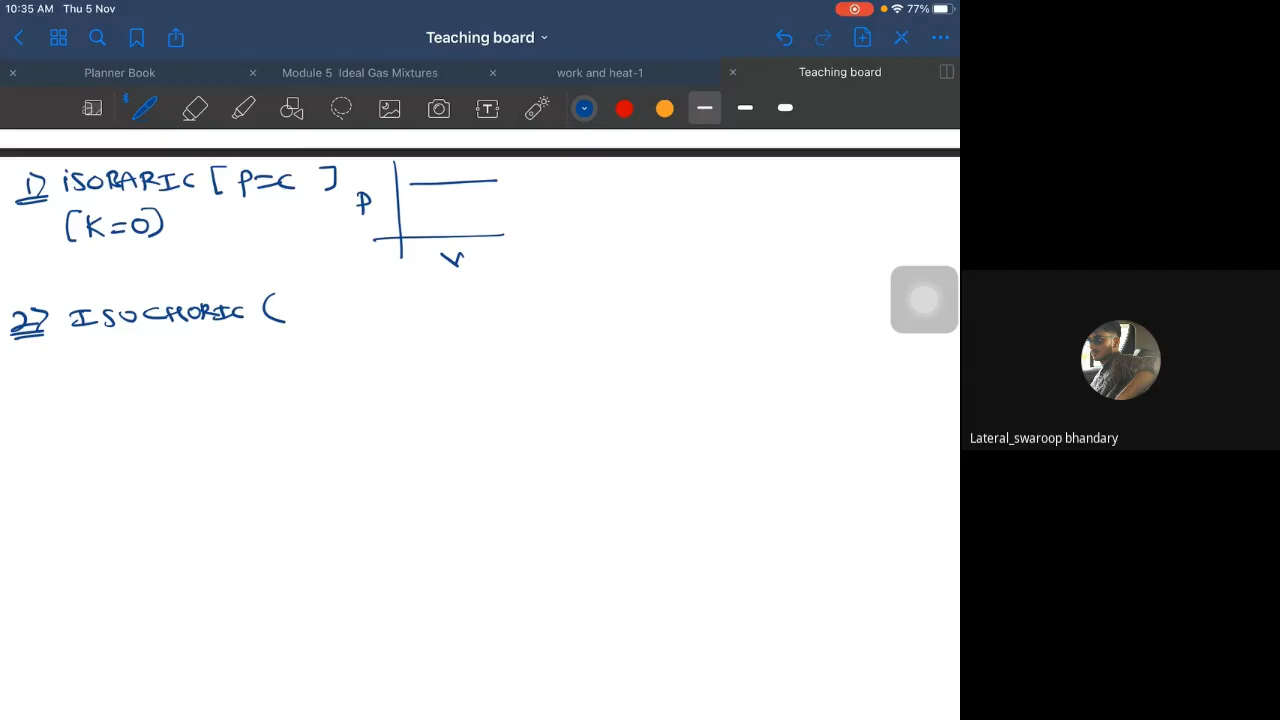 10:35 AM Thu 5 Nov
77%
Teaching board
Planner Book
Module 5 Ideal Gas Mixtures
work and heat-1
Teaching board
T
1) ISOBARIC [ P=C ]
(K=0)
P
V
2) ISOCHORIC (
Lateral_swaroop bhandary